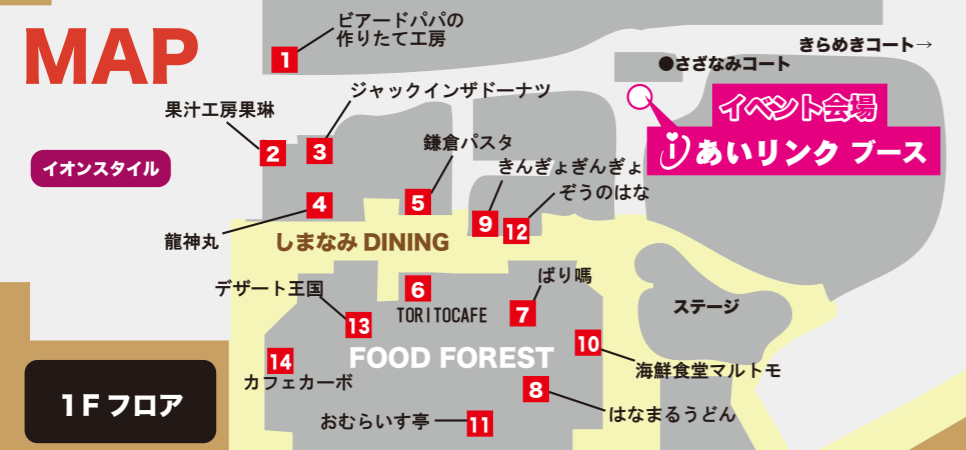 MAP
ビアードパパの
作りたて工房
1
きらめきコート→
●さざなみコート
イベント会場
あいリンク ブース
果汁工房果琳
ジャックインザドーナツ
2
3
イオンスタイル
鎌倉パスタ
きんぎょぎんぎょ
ぞうのはな
4
5
9
12
龍神丸
しまなみ DINING
デザート王国
6
TORITOCAFE
ばり嗎
7
13
ステージ
14
カフェカーボ
FOOD FOREST
10
海鮮食堂マルトモ
8
はなまるうどん
おむらいす亭
11
1Fフロア